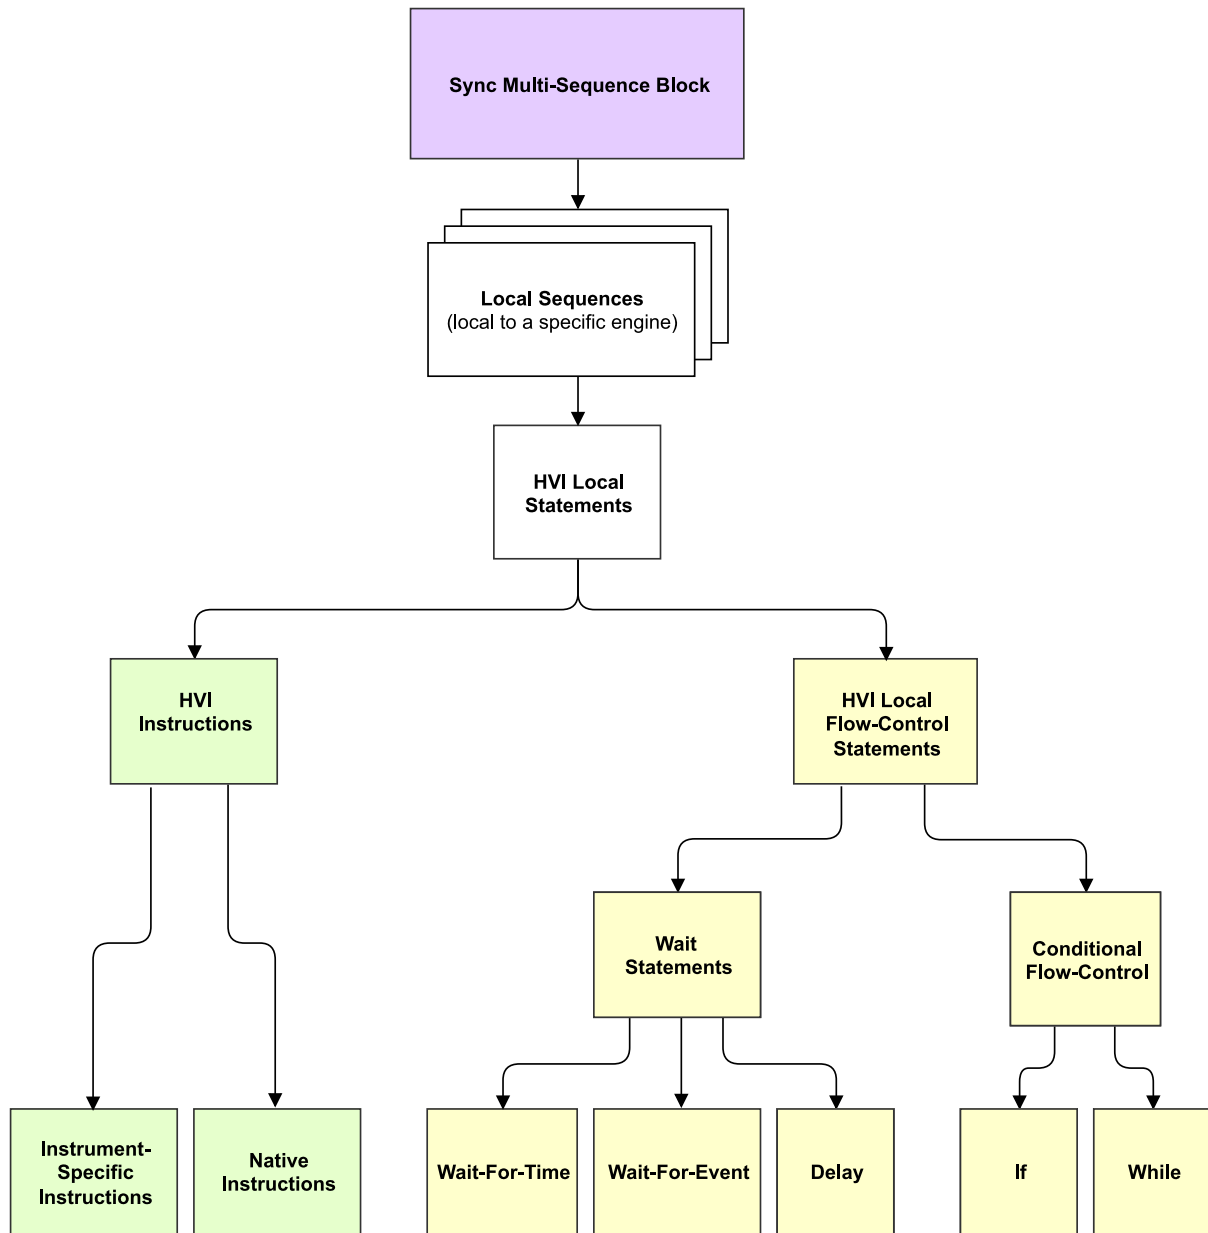 Sync Multi-Sequence Block
Local Sequences
(local to a specific engine)
HVI Local
Statements
HVI
Instructions
HVI Local
Flow-Control
Statements
Wait
Statements
Conditional
Flow-Control
Instrument-
Specific
Instructions
Native
Instructions
Wait-For-Time
Wait-For-Event
Delay
If
While